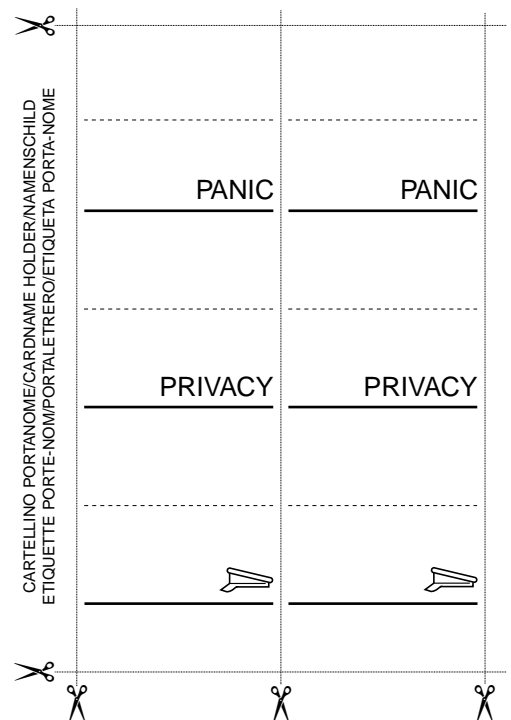 CARTELLINO PORTANOME/CARDNAME HOLDER/NAMENSCHILD
ETIQUETTE PORTE-NOM/PORTALETRERO/ETIQUETA PORTA-NOME
PANIC PANIC
PRIVACY PRIVACY